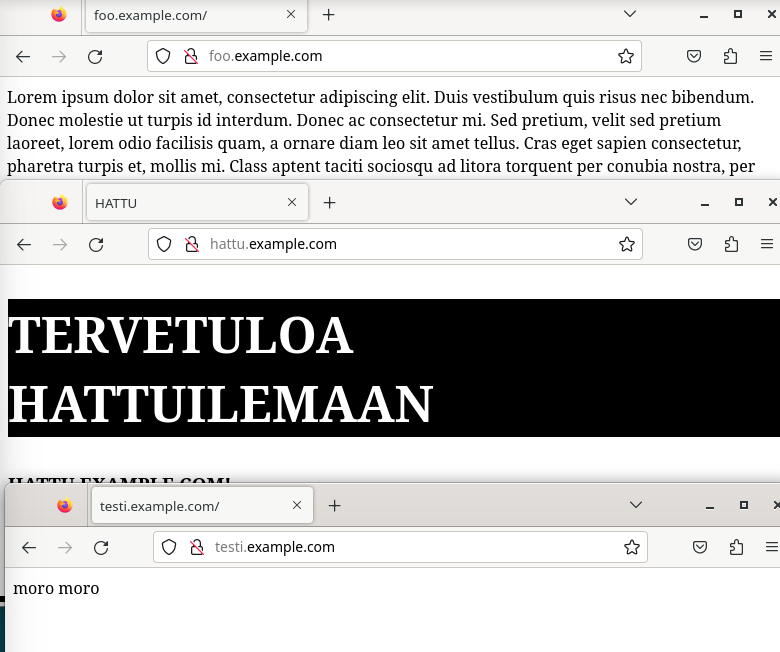 foo.example.com/
foo.example.com
Lorem ipsum dolor sit amet, consectetur adipiscing elit. Duis vestibulum quis risus nec bibendum.
Donec molestie ut turpis id interdum. Donec ac consectetur mi. Sed pretium, velit sed pretium
laoreet, lorem odio facilisis quam, a ornare diam leo sit amet tellus. Cras eget sapien consectetur,
pharetra turpis et, mollis mi. Class aptent taciti sociosqu ad litora torquent per conubia nostra, per
HATTU
hattu.example.com
TERVETULOA
HATTUILEMAAN
HATTU.EXAMPLE.COM!
testi.example.com/
testi.example.com
moro moro